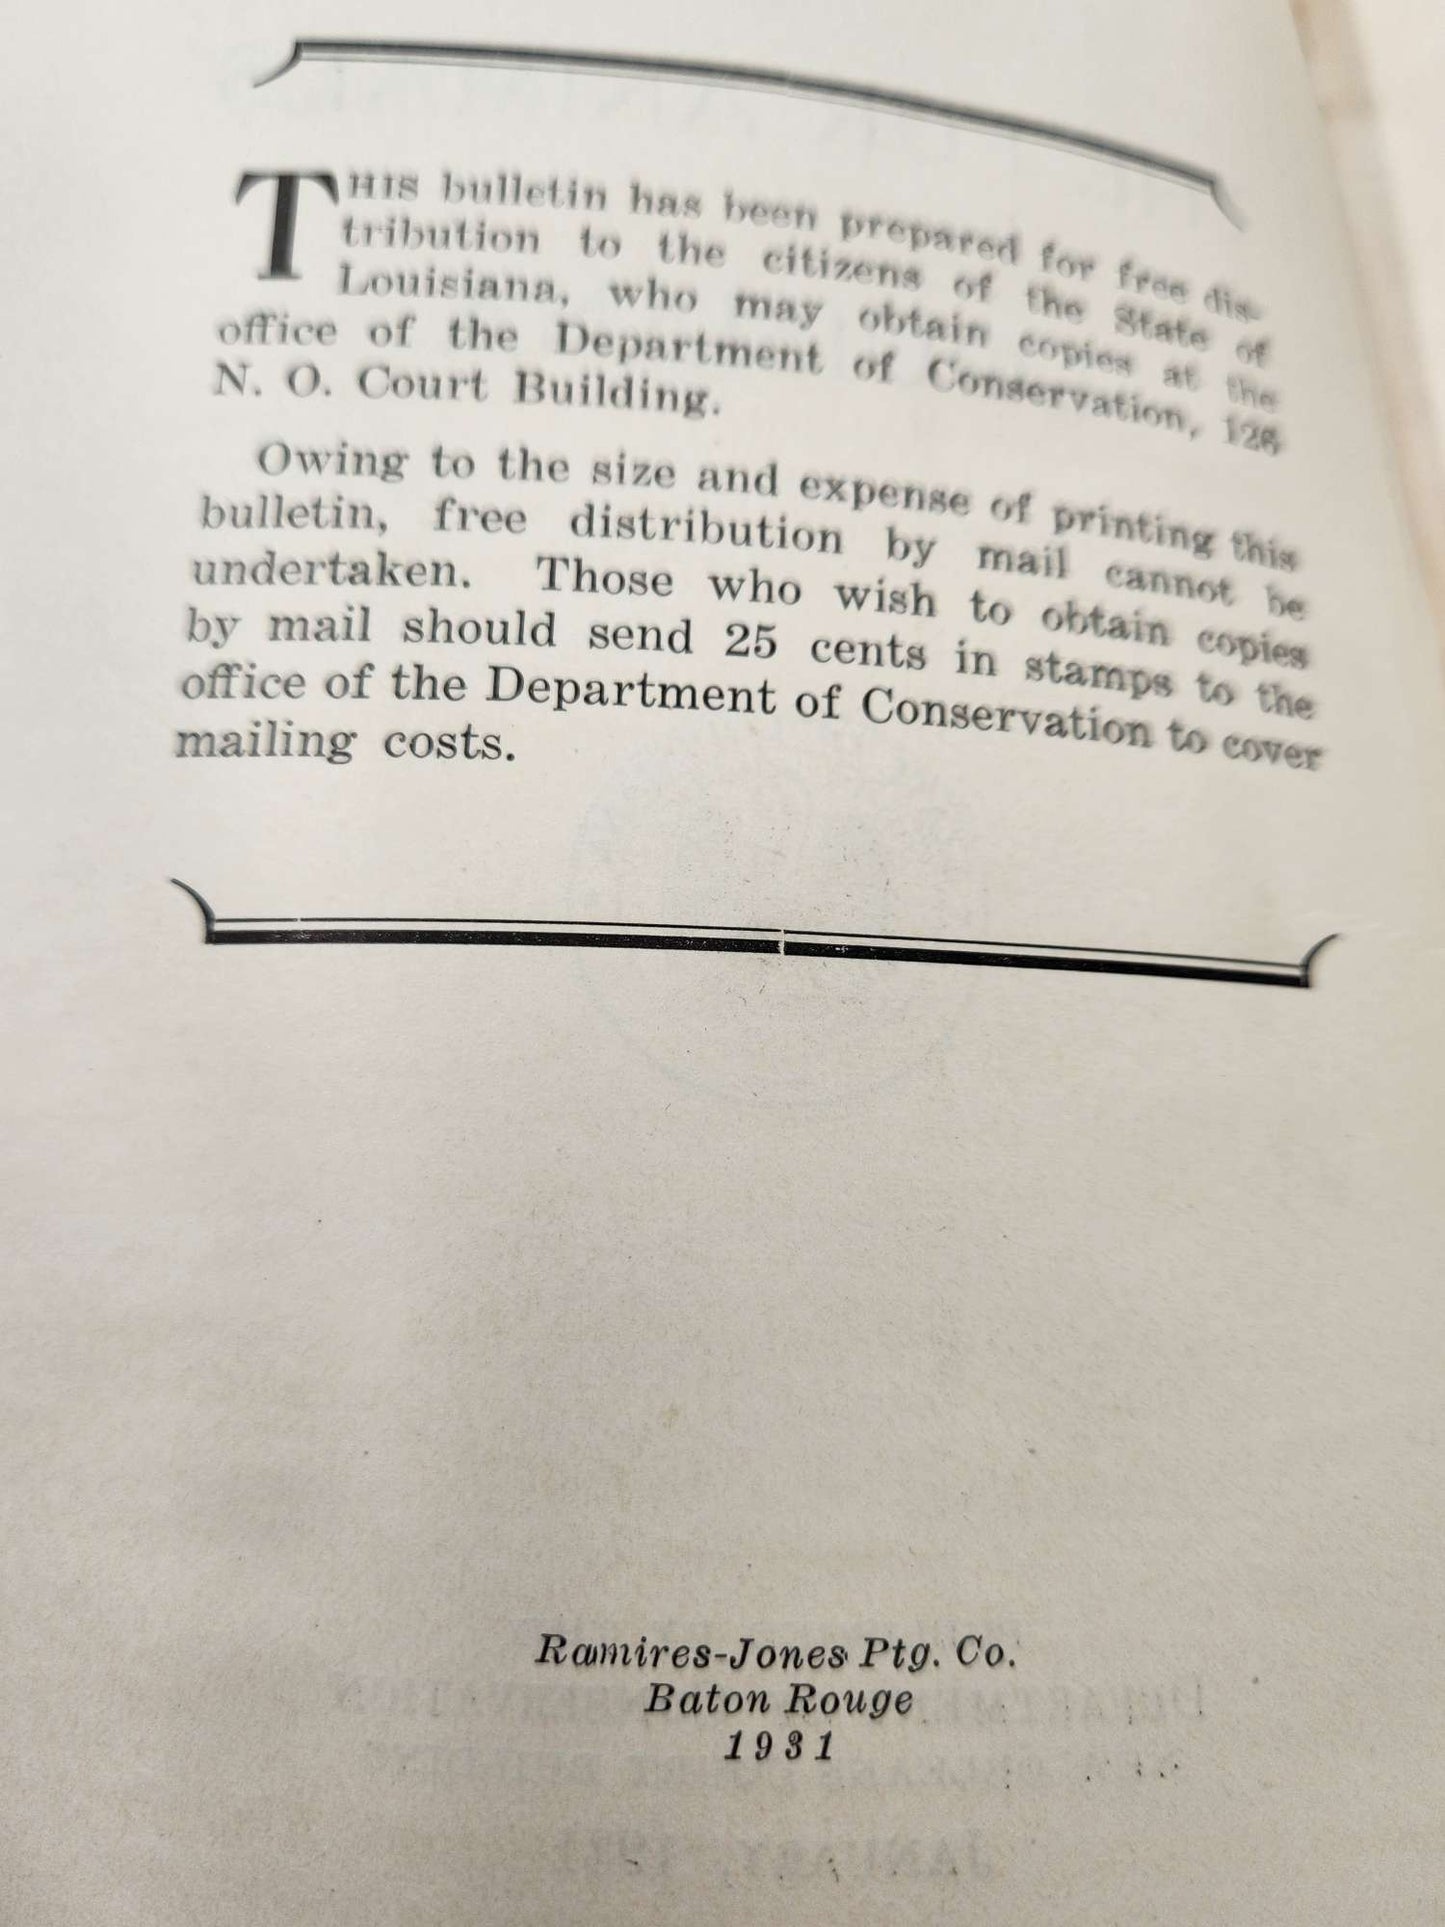 THIS bulletin has been prepared for free dis-
tribution to the citizens of the State of
Louisiana, who may obtain copies at the
office of the Department of Conservation, 126
N. O. Court Building.
Owing to the size and expense of printing this
bulletin, free distribution by mail cannot be
undertaken. Those who wish to obtain copies
by mail should send 25 cents in stamps to the
office of the Department of Conservation to cover
mailing costs.
Ramires-Jones Ptg. Co.
Baton Rouge
1931